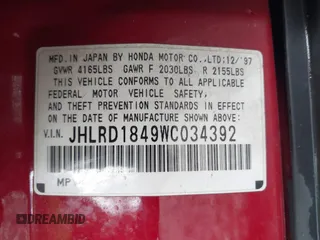 MFD.IN JAPAN BY HONDA MOTOR CO.,LTD:12/'97
GVWR 4165LBS GAWR F 2030LBS R 2155LBS
THIS VEHICLE CONFORMS TO ALL APPLICABLE
FEDERAL MOTOR VEHICLE SAFETY,
AND THEFT PREVENTION STANDARDS IN EFFECT
ON THE DATE OF MANUFACTURE SHOWN ABOVE:
V.I.N. JHLRD1849WC034392
MP
DREAMBID